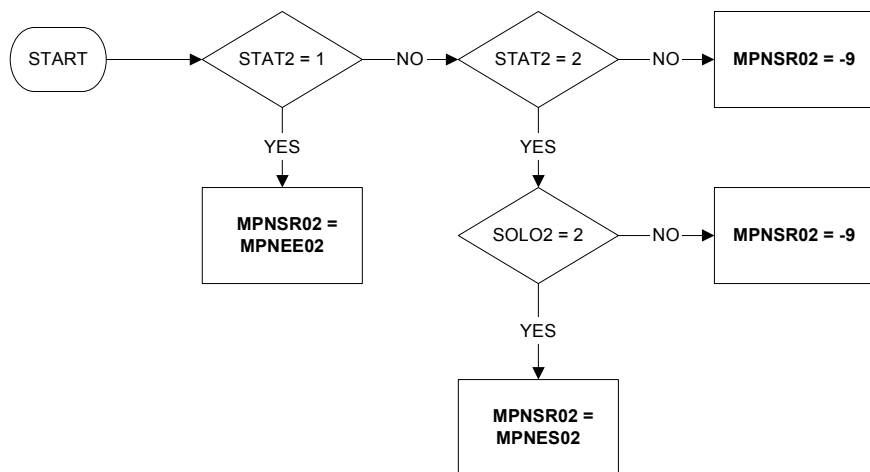 START
STAT2 = 1
NO
STAT2 = 2
NO
MPNSR02 = -9
YES
YES
MPNSR02 =
MPNEE02
SOLO2 = 2
NO
MPNSR02 = -9
YES
MPNSR02 =
MPNES02